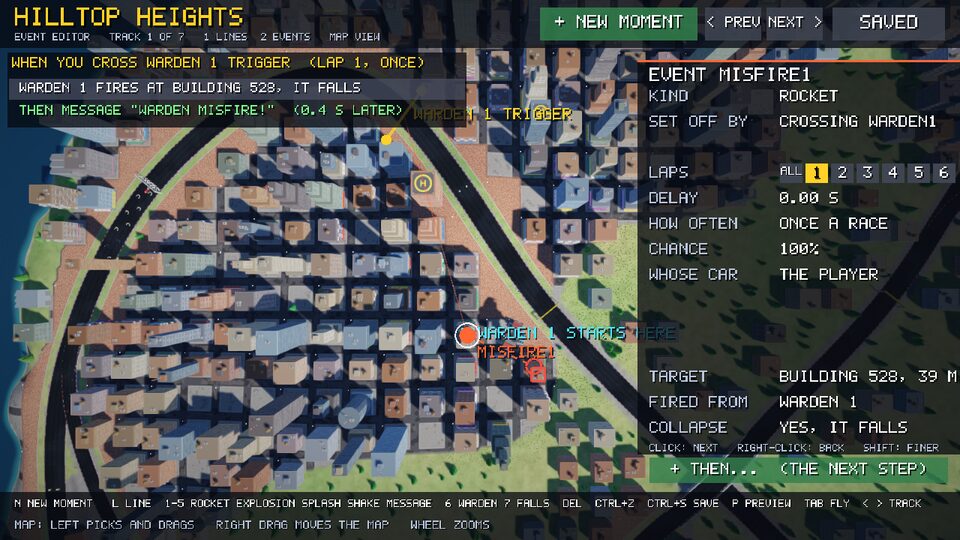 HILLTOP HEIGHTS
EVENT EDITOR TRACK 1 OF 7 1 LINES 2 EVENTS MAP VIEW
+ NEW MOMENT < PREV NEXT > SAVED
WHEN YOU CROSS WARDEN 1 TRIGGER (LAP 1, ONCE)
WARDEN 1 FIRES AT BUILDING 528, IT FALLS
THEN MESSAGE "WARDEN MISFIRE!" (0.4 S LATER)
WARDEN 1 TRIGGER
H
WARDEN 1 STARTS HERE
MISFIRE1
EVENT MISFIRE1
KIND ROCKET
SET OFF BY CROSSING WARDEN1
LAPS ALL 1 2 3 4 5 6
DELAY 0.00 S
HOW OFTEN ONCE A RACE
CHANCE 100%
WHOSE CAR THE PLAYER
TARGET BUILDING 528, 39 M
FIRED FROM WARDEN 1
COLLAPSE YES, IT FALLS
CLICK: NEXT RIGHT-CLICK: BACK SHIFT: FINER
+ THEN... (THE NEXT STEP)
N NEW MOMENT L LINE 1-5 ROCKET EXPLOSION SPLASH SHAKE MESSAGE 6 WARDEN 7 FALLS DEL CTRL+Z CTRL+S SAVE P PREVIEW TAB FLY < > TRACK
MAP: LEFT PICKS AND DRAGS RIGHT DRAG MOVES THE MAP WHEEL ZOOMS